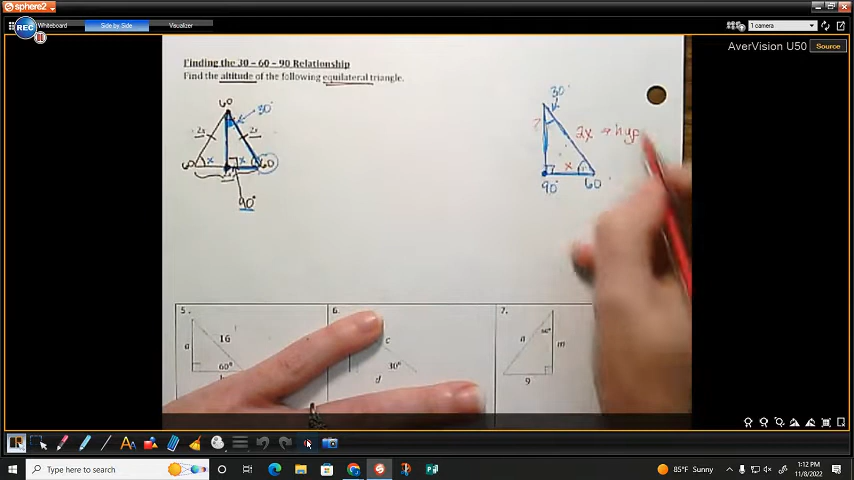 sphere2
REC
Whiteboard
Side by Side
Visualizer
1 camera
AverVision U50
Source
Finding the 30 – 60 – 90 Relationship
Find the altitude of the following equilateral triangle.
60
30°
2x
2x
60
x
x
60
90°
30°
?
2x → hyp
x
90°
60°
5.
16
a
60°
6.
c
30°
d
7.
n
60°
m
9
Type here to search
85°F Sunny
1:12 PM
11/8/2022